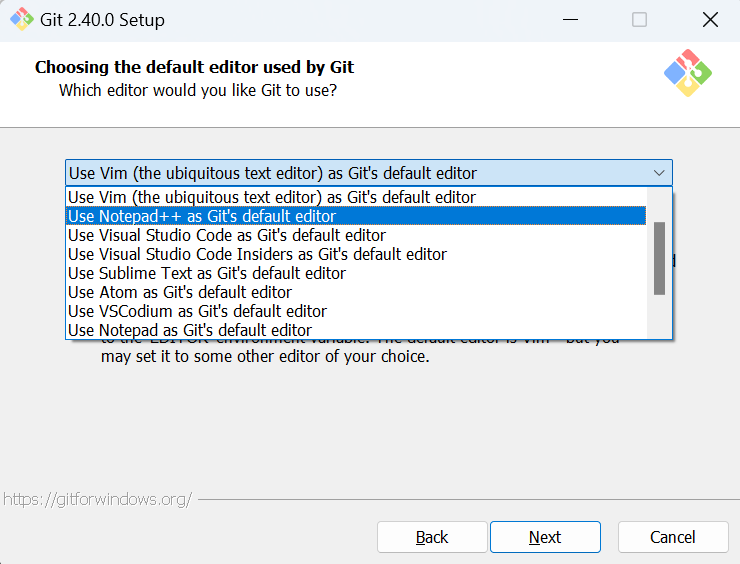 Git 2.40.0 Setup
Choosing the default editor used by Git
Which editor would you like Git to use?
Use Vim (the ubiquitous text editor) as Git's default editor
Use Vim (the ubiquitous text editor) as Git's default editor
Use Notepad++ as Git's default editor
Use Visual Studio Code as Git's default editor
Use Visual Studio Code Insiders as Git's default editor
Use Sublime Text as Git's default editor
Use Atom as Git's default editor
Use VSCodium as Git's default editor
Use Notepad as Git's default editor
to the 'EDITOR' environment variable. The default editor is Vim - but you
may set it to some other editor of your choice.
https://gitforwindows.org/
Back
Next
Cancel